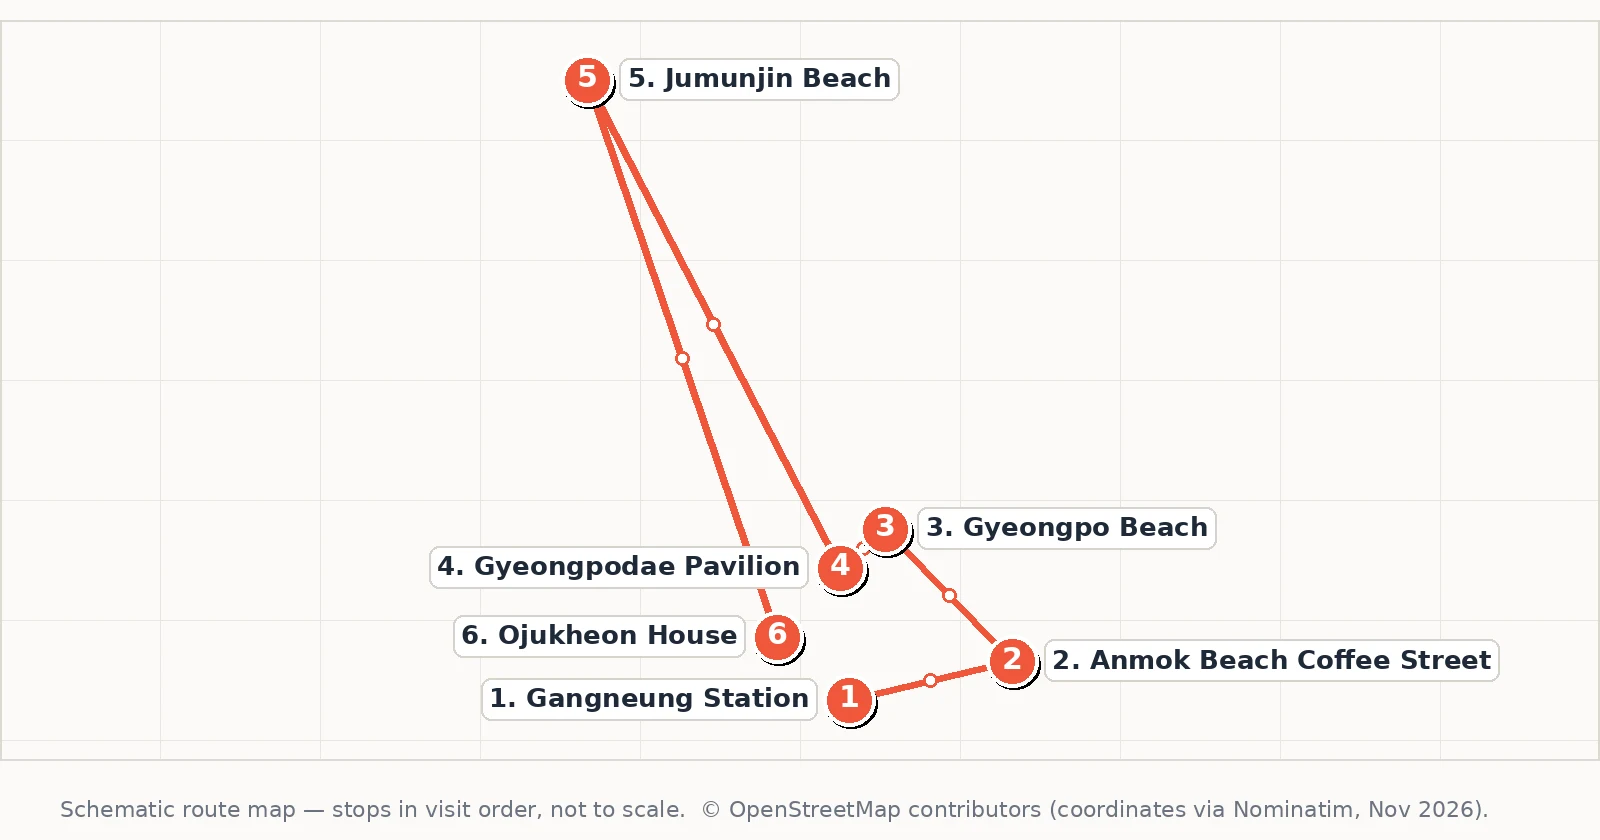 5 5. Jumunjin Beach
3 3. Gyeongpo Beach
4. Gyeongpodae Pavilion 4
6. Ojukheon House 6
2 2. Anmok Beach Coffee Street
1. Gangneung Station 1
Schematic route map — stops in visit order, not to scale. © OpenStreetMap contributors (coordinates via Nominatim, Nov 2026).